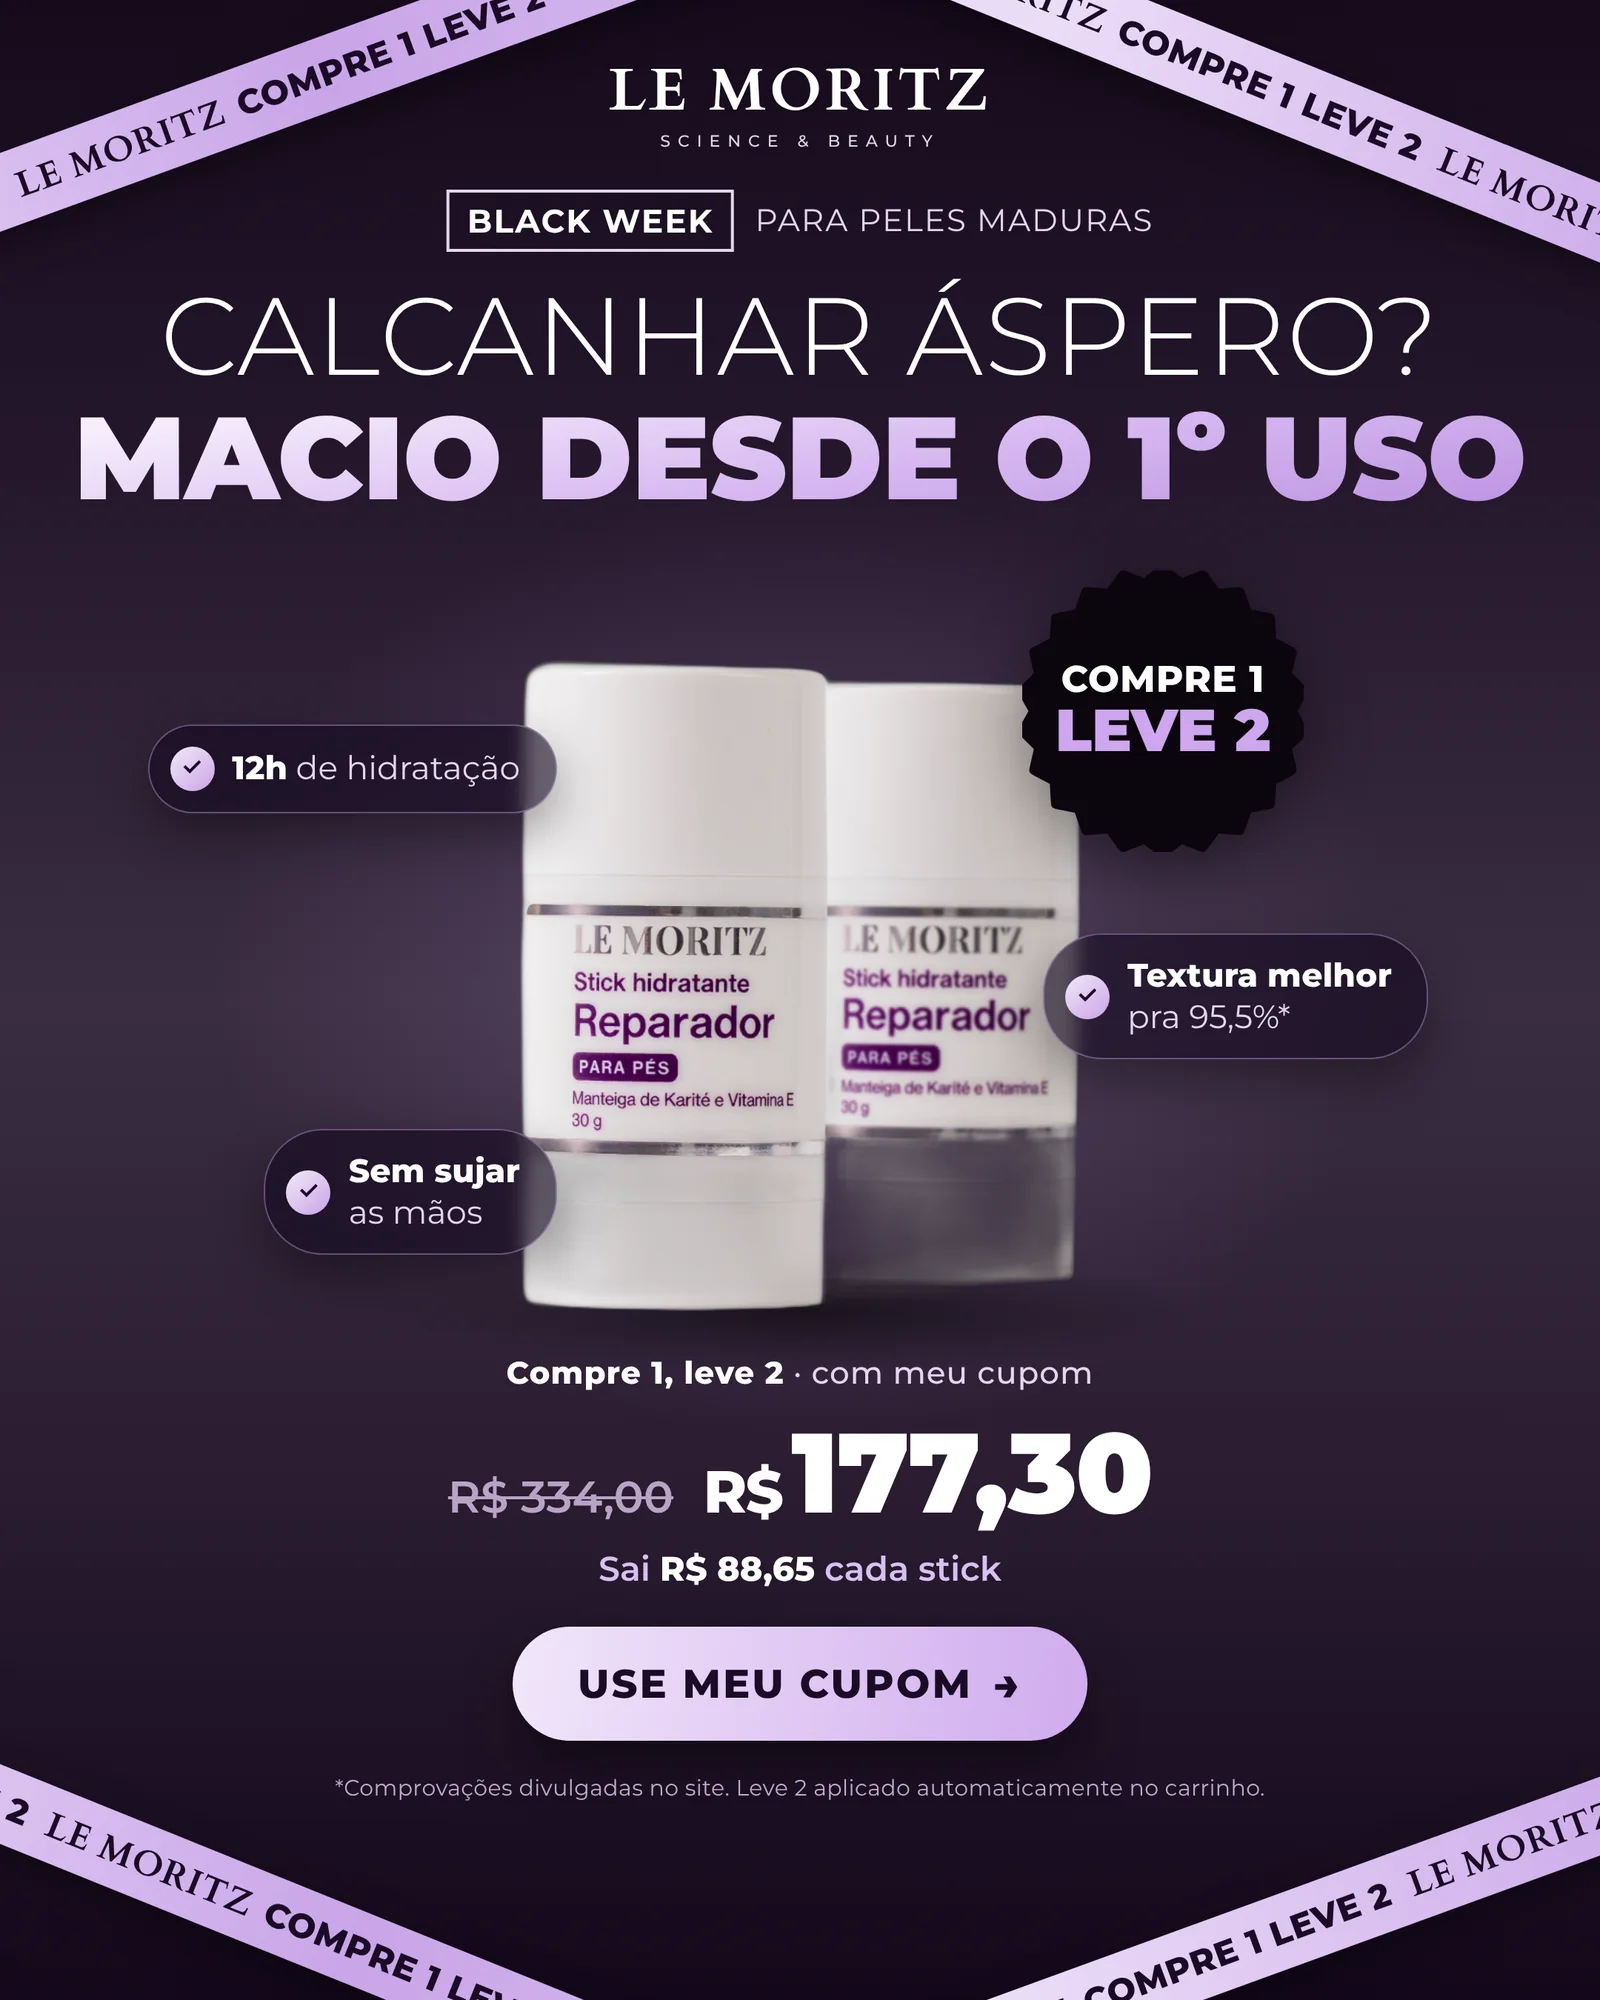 LE MORITZ COMPRE 1 LEVE 2
COMPRE 1 LEVE 2 LE MORITZ
LE MORITZ
SCIENCE & BEAUTY
BLACK WEEK PARA PELES MADURAS
CALCANHAR ÁSPERO?
MACIO DESDE O 1º USO
COMPRE 1
LEVE 2
12h de hidratação
LE MORITZ
Stick hidratante
Reparador
PARA PÉS
Manteiga de Karité e Vitamina E
30 g
LE MORITZ
Stick hidratante
Reparador
PARA PÉS
Manteiga de Karité e Vitamina E
30 g
Textura melhor
pra 95,5%*
Sem sujar
as mãos
Compre 1, leve 2 · com meu cupom
R$ 334,00 R$ 177,30
Sai R$ 88,65 cada stick
USE MEU CUPOM →
*Comprovações divulgadas no site. Leve 2 aplicado automaticamente no carrinho.
2 LE MORITZ COMPRE 1 LEV
COMPRE 1 LEVE 2 LE MORITZ